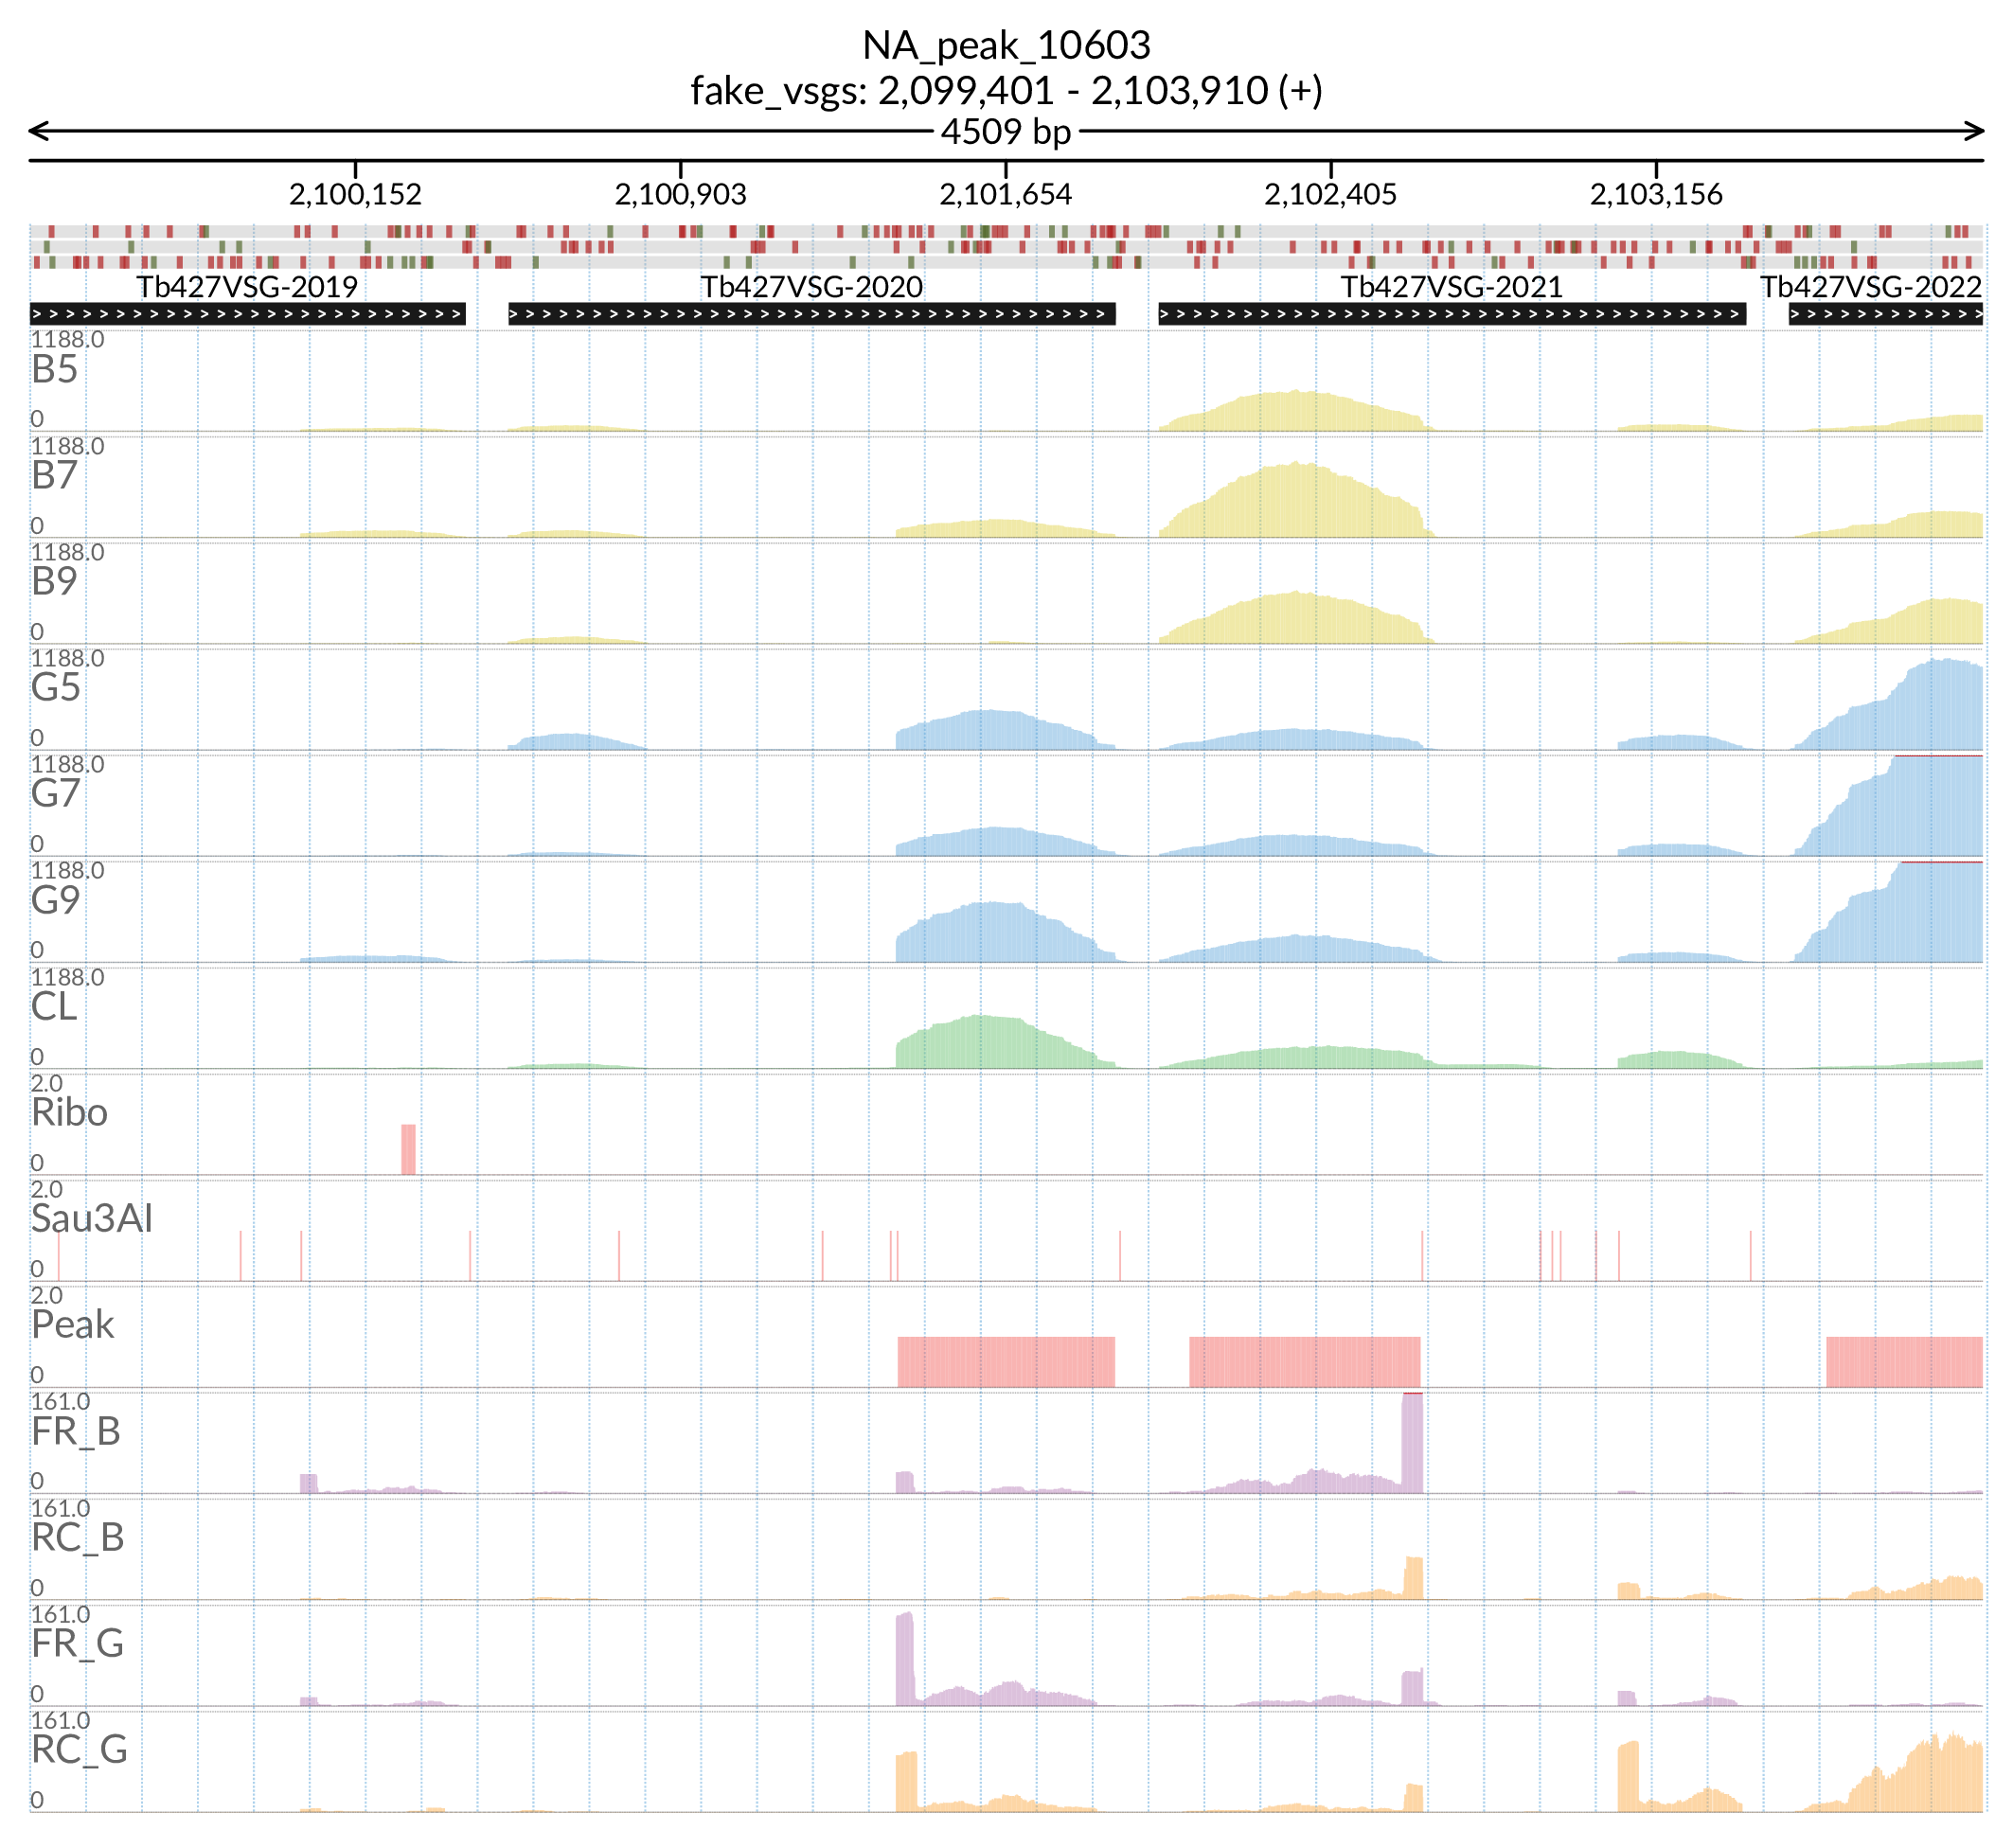 NA_peak_10603
fake_vsgs: 2,099,401 - 2,103,910 (+)
4509 bp
2,100,152 2,100,903 2,101,654 2,102,405 2,103,156
Tb427VSG-2019 Tb427VSG-2020 Tb427VSG-2021 Tb427VSG-2022
1188.0
B5
0
1188.0
B7
0
1188.0
B9
0
1188.0
G5
0
1188.0
G7
0
1188.0
G9
0
1188.0
CL
0
2.0
Ribo
0
2.0
Sau3AI
0
2.0
Peak
0
161.0
FR_B
0
161.0
RC_B
0
161.0
FR_G
0
161.0
RC_G
0